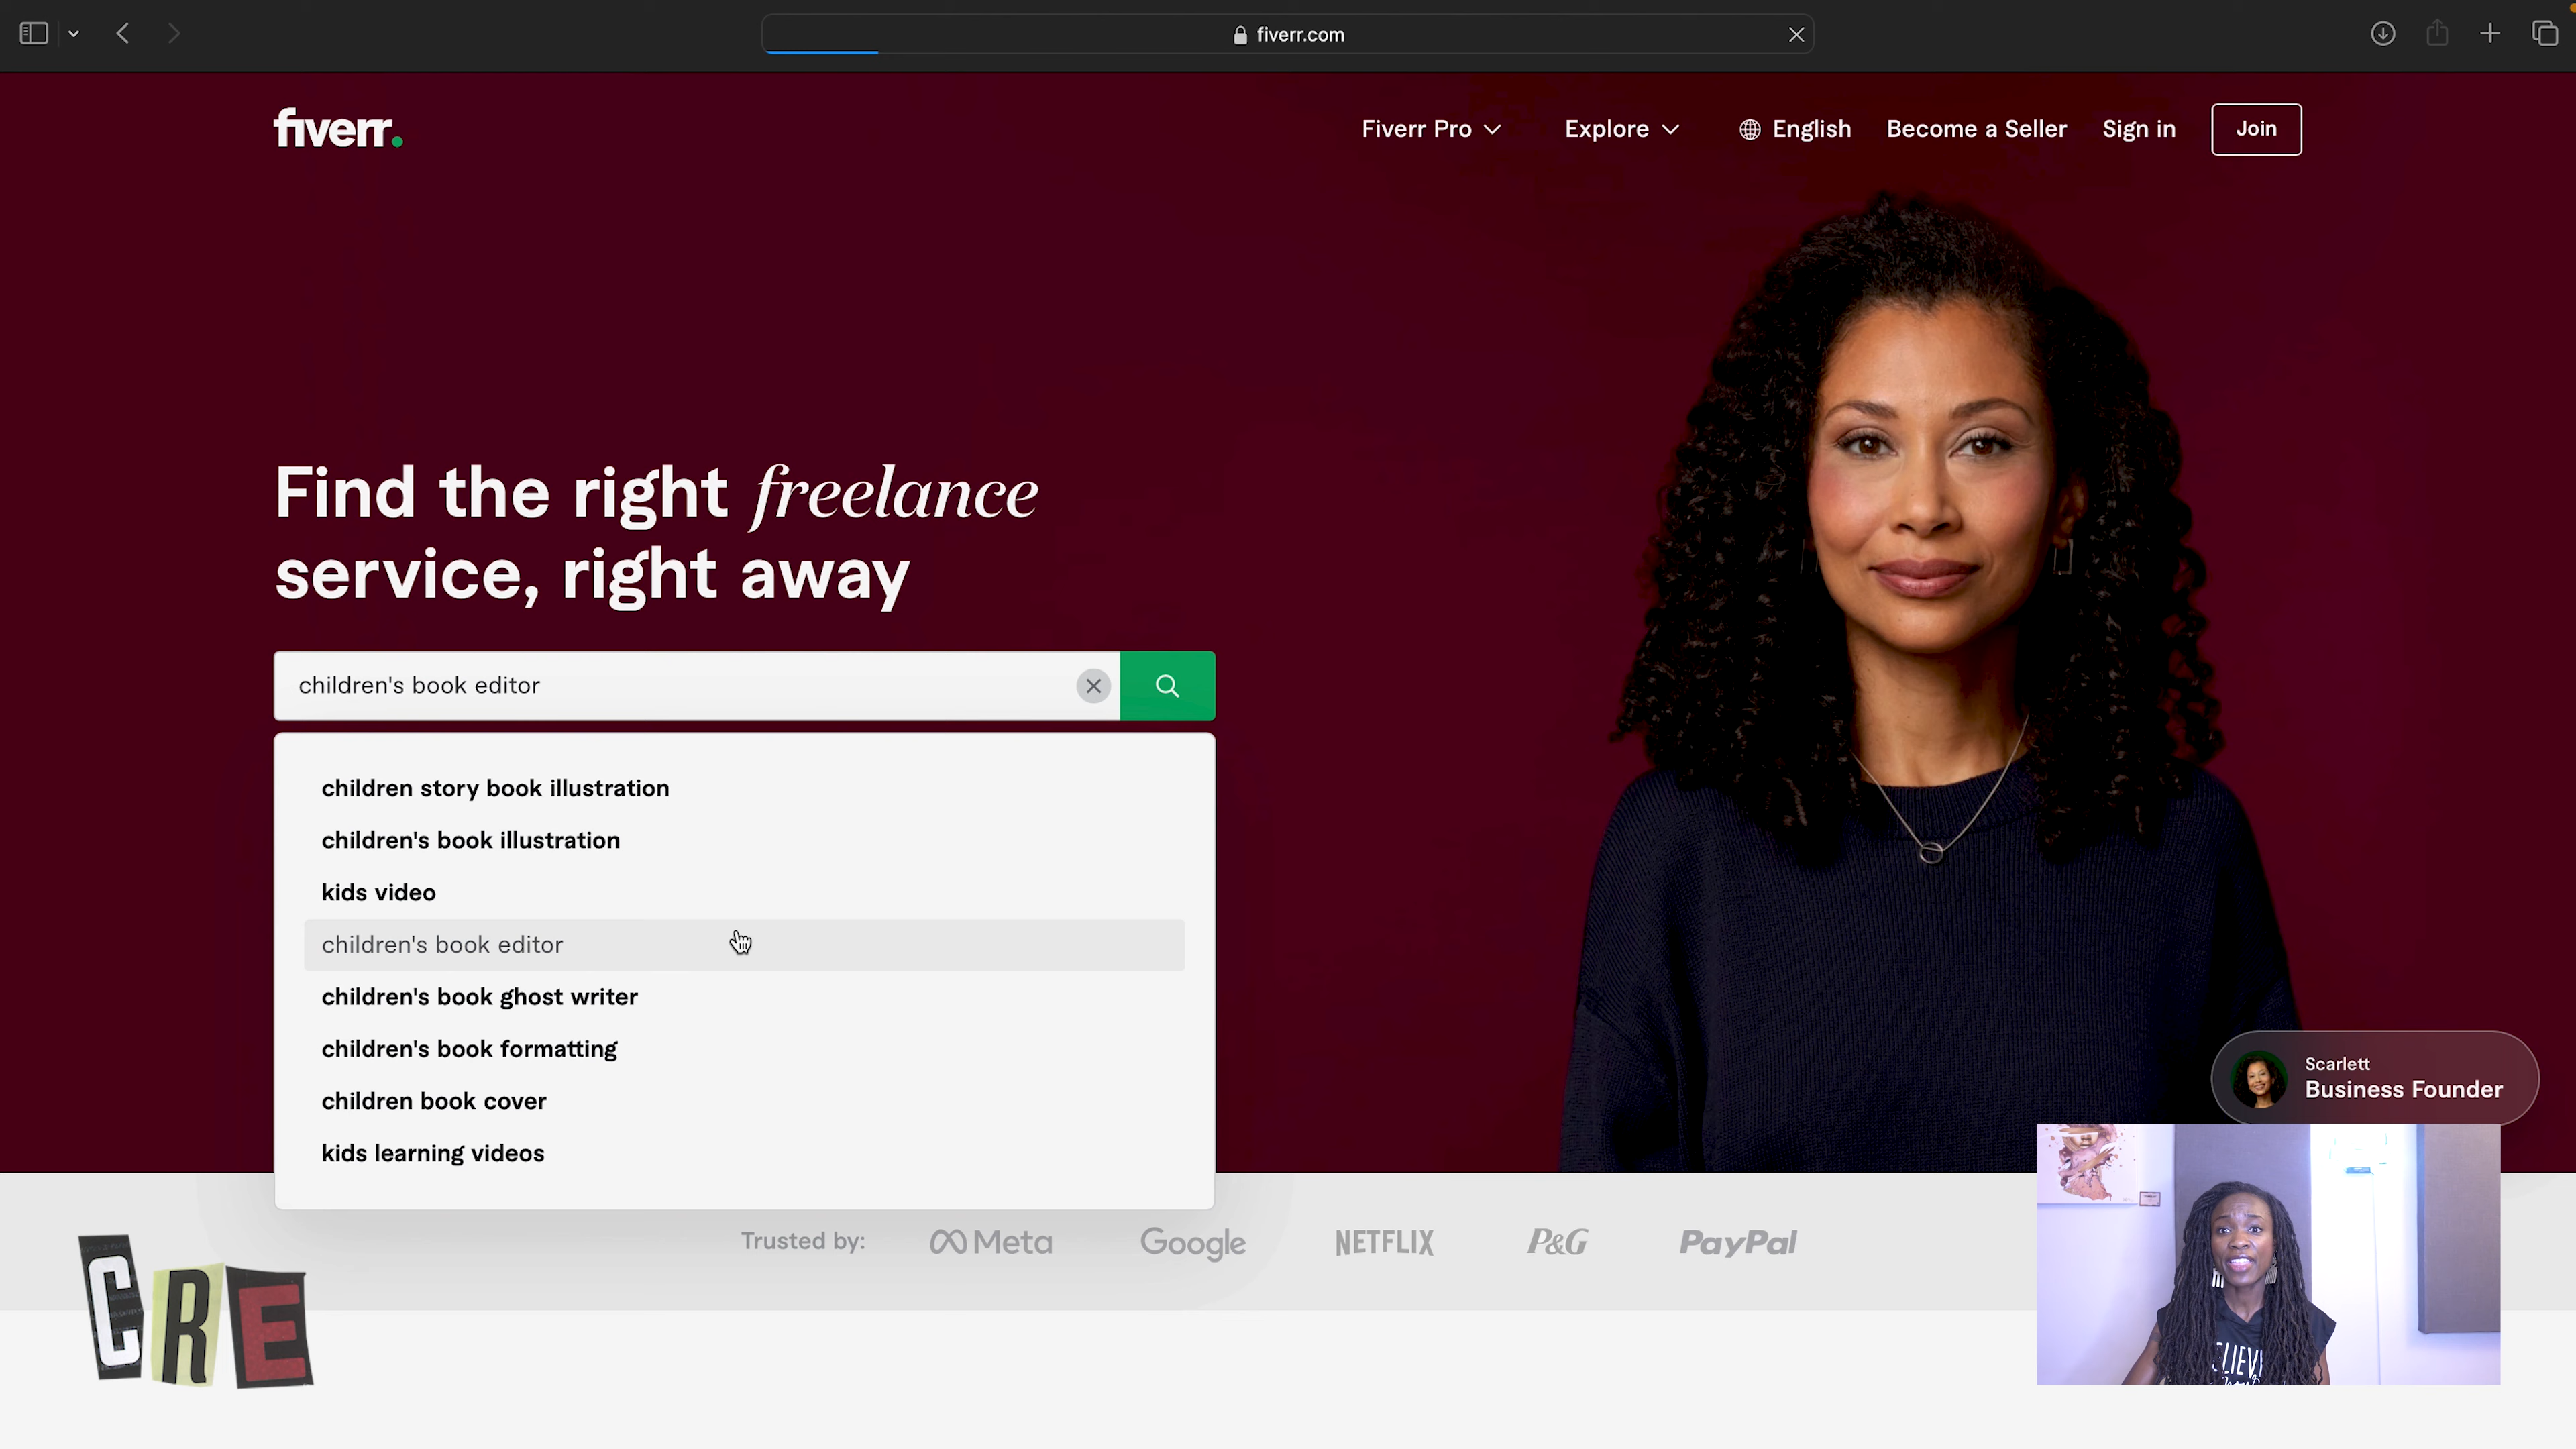 fiverr.com
fiverr.
Fiverr Pro
Explore
English
Become a Seller
Sign in
Join
Find the right freelance
service, right away
children's book editor
children story book illustration
children's book illustration
kids video
children's book editor
children's book ghost writer
children's book formatting
children book cover
kids learning videos
Scarlett
Business Founder
Trusted by:
Meta
Google
NETFLIX
P&G
PayPal
CRE